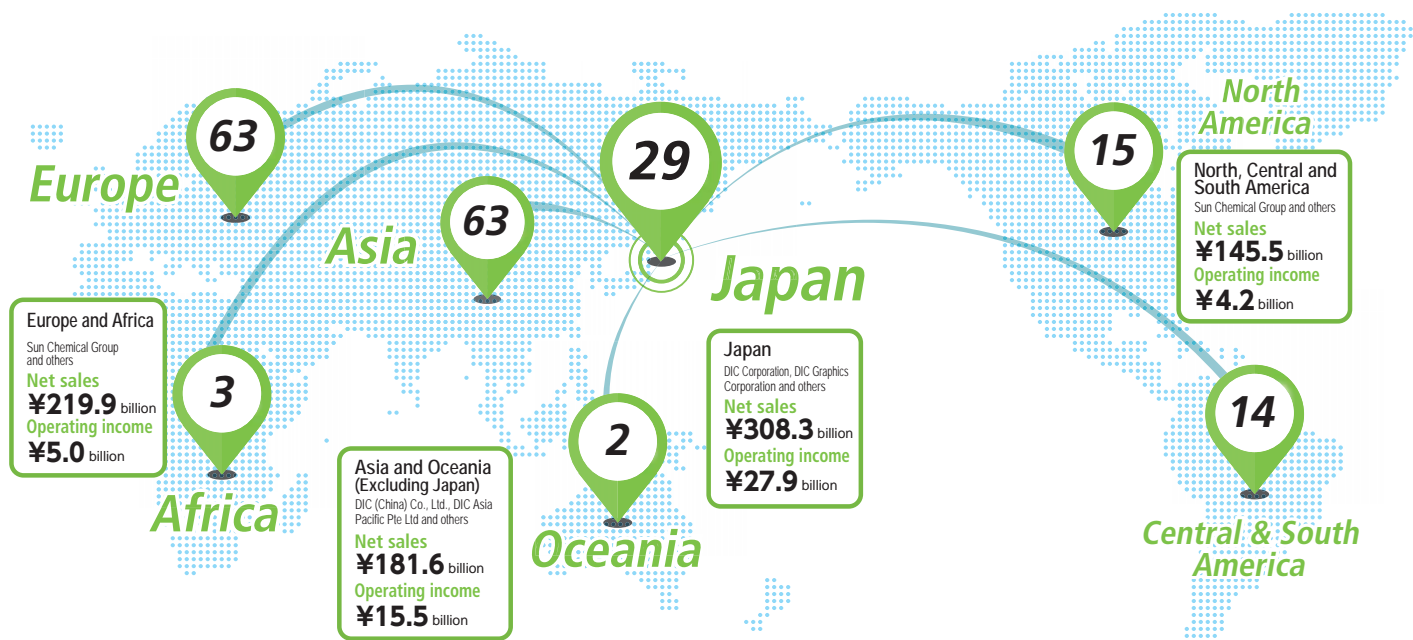 63
Europe
63
Asia
29
Japan
15
North
America
North, Central and
South America
Sun Chemical Group and others
Net sales
¥145.5 billion
Operating income
¥4.2 billion
Europe and Africa
Sun Chemical Group
and others
Net sales
¥219.9 billion
Operating income
¥5.0 billion
3
Africa
Asia and Oceania
(Excluding Japan)
DIC (China) Co., Ltd., DIC Asia
Pacific Pte Ltd and others
Net sales
¥181.6 billion
Operating income
¥15.5 billion
2
Oceania
Japan
DIC Corporation, DIC Graphics
Corporation and others
Net sales
¥308.3 billion
Operating income
¥27.9 billion
14
Central & South
America